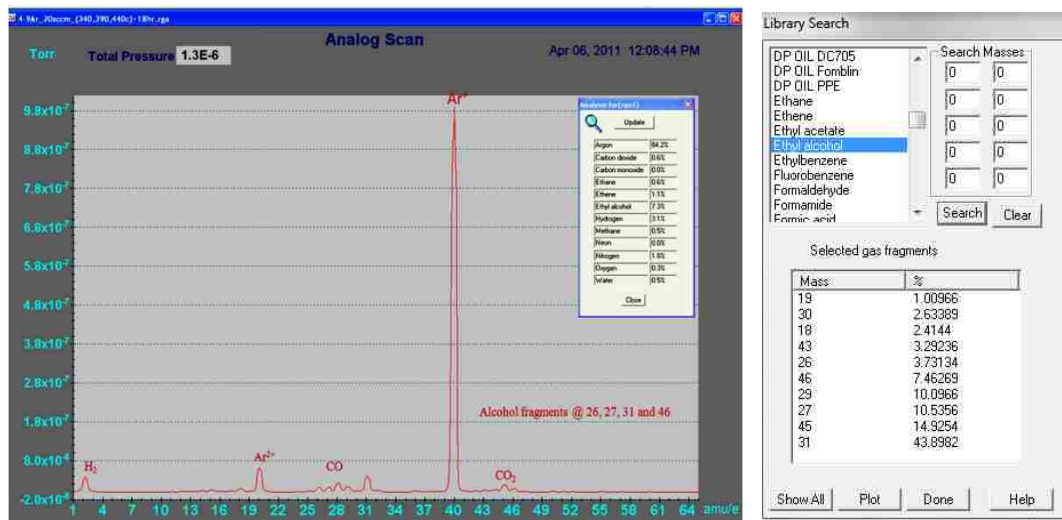 4-9Ar_20sccm_(340,390,440c)-18hr.rga
Analog Scan
Torr
Total Pressure 1.3E-6
Apr 06, 2011 12:08:44 PM
9.8x10⁻⁷
8.8x10⁻⁷
7.8x10⁻⁷
6.8x10⁻⁷
5.8x10⁻⁷
4.8x10⁻⁷
3.8x10⁻⁷
2.8x10⁻⁷
1.8x10⁻⁷
8.0x10⁻⁸
-2.0x10⁻⁸
Ar⁺
H₂
Ar²⁺
CO
CO₂
Alcohol fragments @ 26, 27, 31 and 46
1 4 7 10 13 16 19 22 25 28 31 34 37 40 43 46 49 52 55 58 61 64 amu/e
Update
Argon 84.2%
Carbon dioxide 0.6%
Carbon monoxide 0.0%
Ethane 0.6%
Ethene 1.1%
Ethyl alcohol 7.3%
Hydrogen 3.1%
Methane 0.5%
Neon 0.0%
Nitrogen 1.8%
Oxygen 0.3%
Water 0.5%
Close
Library Search
DP OIL DC705
DP OIL Fomblin
DP OIL PPE
Ethane
Ethene
Ethyl acetate
Ethyl alcohol
Ethylbenzene
Fluorobenzene
Formaldehyde
Formamide
Formic acid
Search Masses
0 0
0 0
0 0
0 0
0 0
Search Clear
Selected gas fragments
Mass %
19 1.00966
30 2.63389
18 2.4144
43 3.29236
26 3.73134
46 7.46269
29 10.0966
27 10.5356
45 14.9254
31 43.8982
Show All Plot Done Help